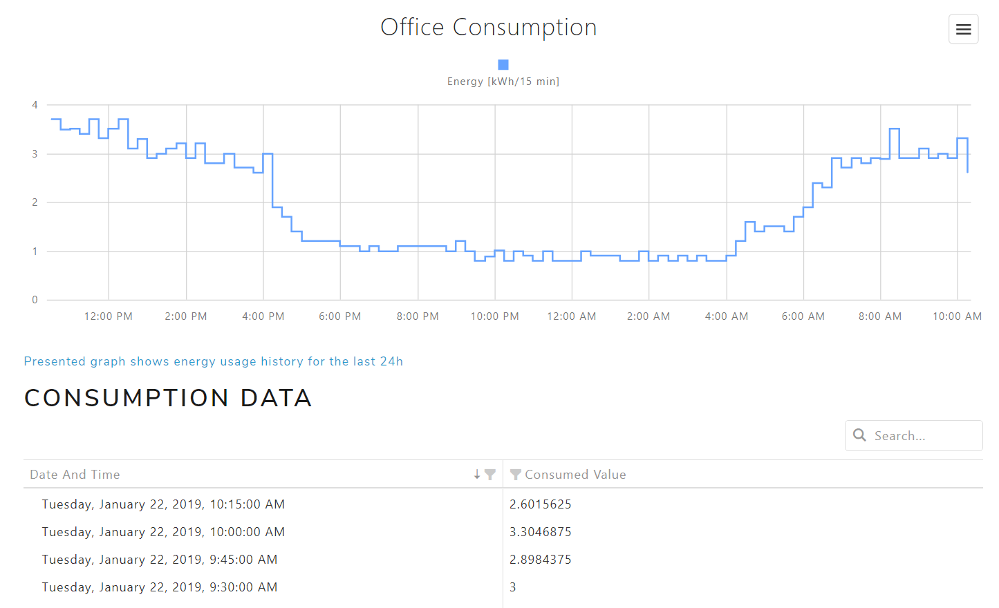 Office Consumption
Energy [kWh/15 min]
4
3
2
1
0
12:00 PM 2:00 PM 4:00 PM 6:00 PM 8:00 PM 10:00 PM 12:00 AM 2:00 AM 4:00 AM 6:00 AM 8:00 AM 10:00 AM
Presented graph shows energy usage history for the last 24h
CONSUMPTION DATA
Search...
Date And Time Consumed Value
Tuesday, January 22, 2019, 10:15:00 AM 2.6015625
Tuesday, January 22, 2019, 10:00:00 AM 3.3046875
Tuesday, January 22, 2019, 9:45:00 AM 2.8984375
Tuesday, January 22, 2019, 9:30:00 AM 3